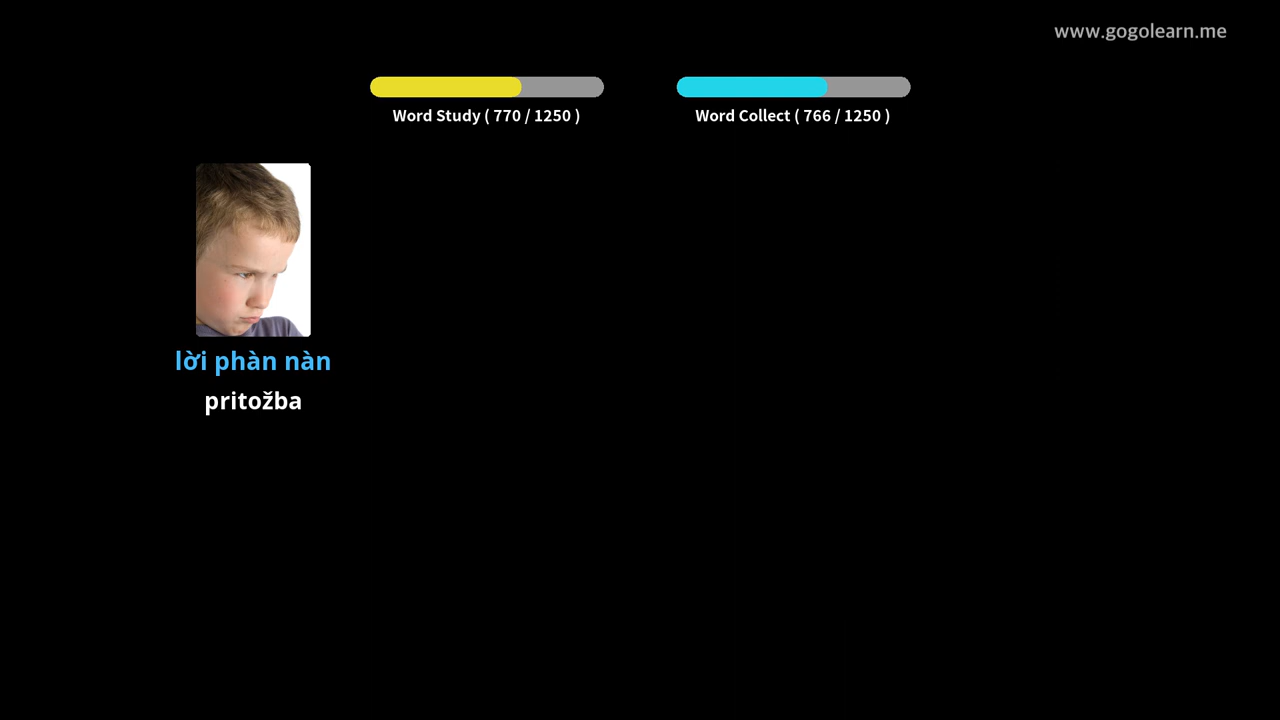 www.gogolearn.me
Word Study ( 770 / 1250 )
Word Collect ( 766 / 1250 )
lời phàn nàn
pritožba